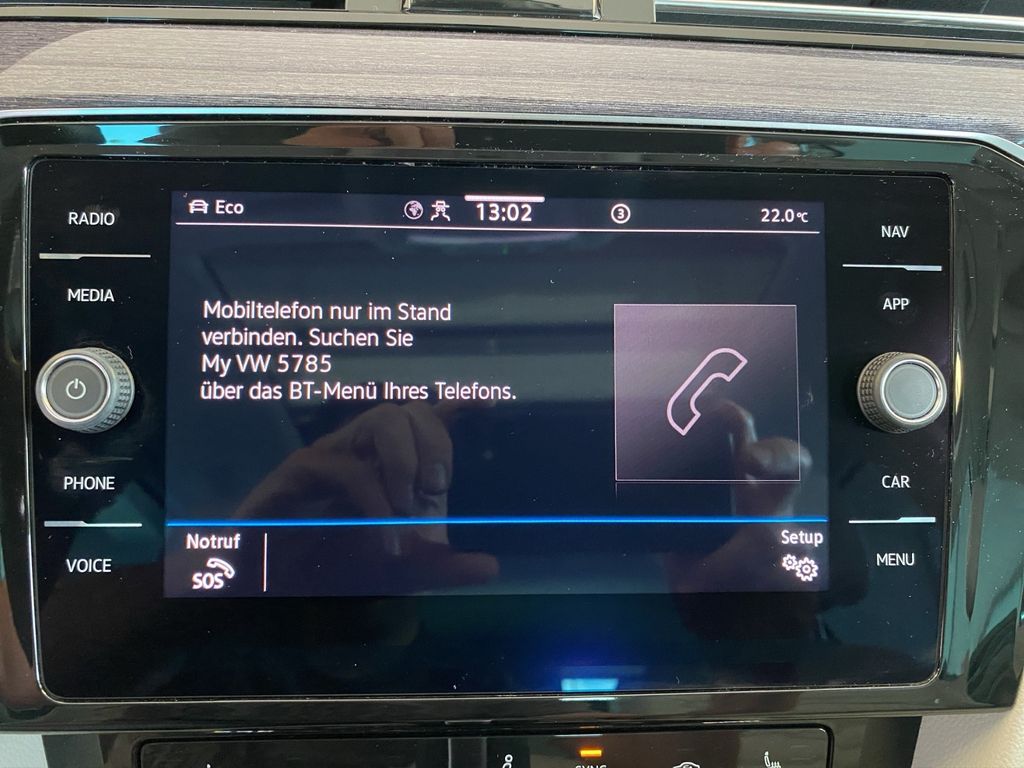 RADIO
MEDIA
PHONE
VOICE
Eco
13:02
3
22.0°C
Mobiltelefon nur im Stand
verbinden. Suchen Sie
My VW 5785
über das BT-Menü Ihres Telefons.
Notruf
SOS
Setup
NAV
APP
CAR
MENU
SYNC